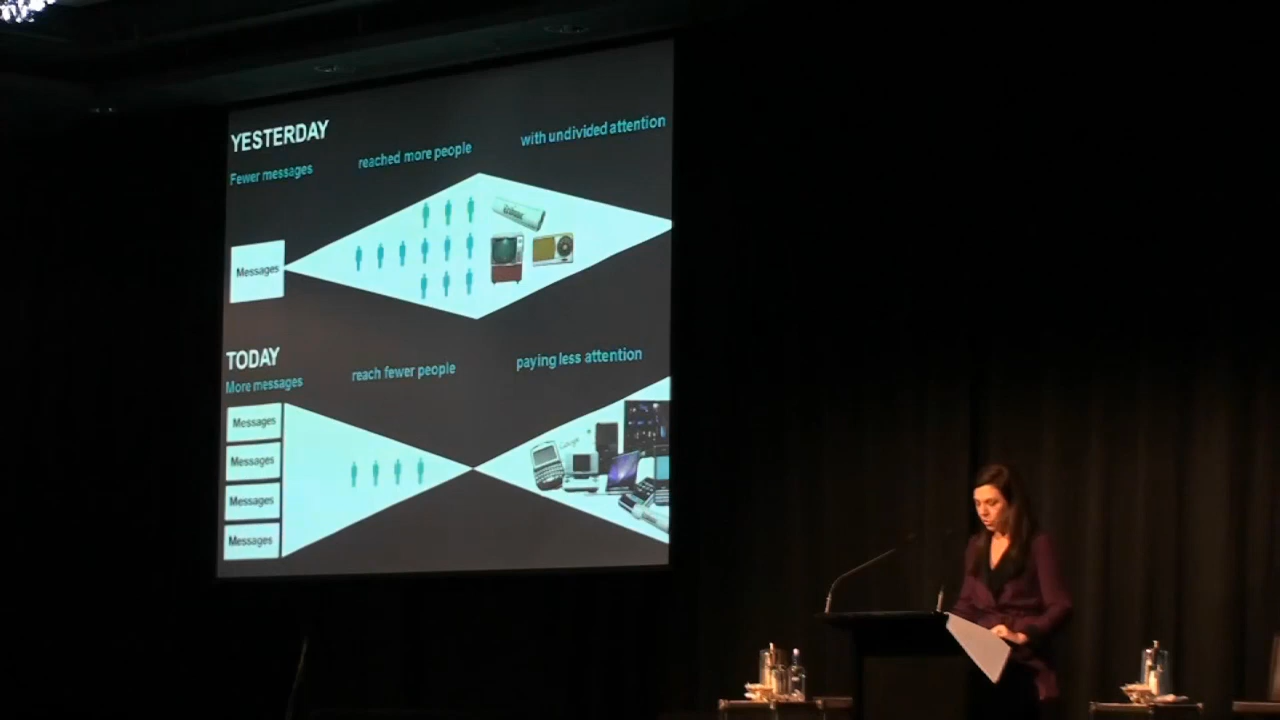 YESTERDAY
Fewer messages
reached more people
with undivided attention
Messages
TODAY
More messages
reach fewer people
paying less attention
Messages
Messages
Messages
Messages
Google